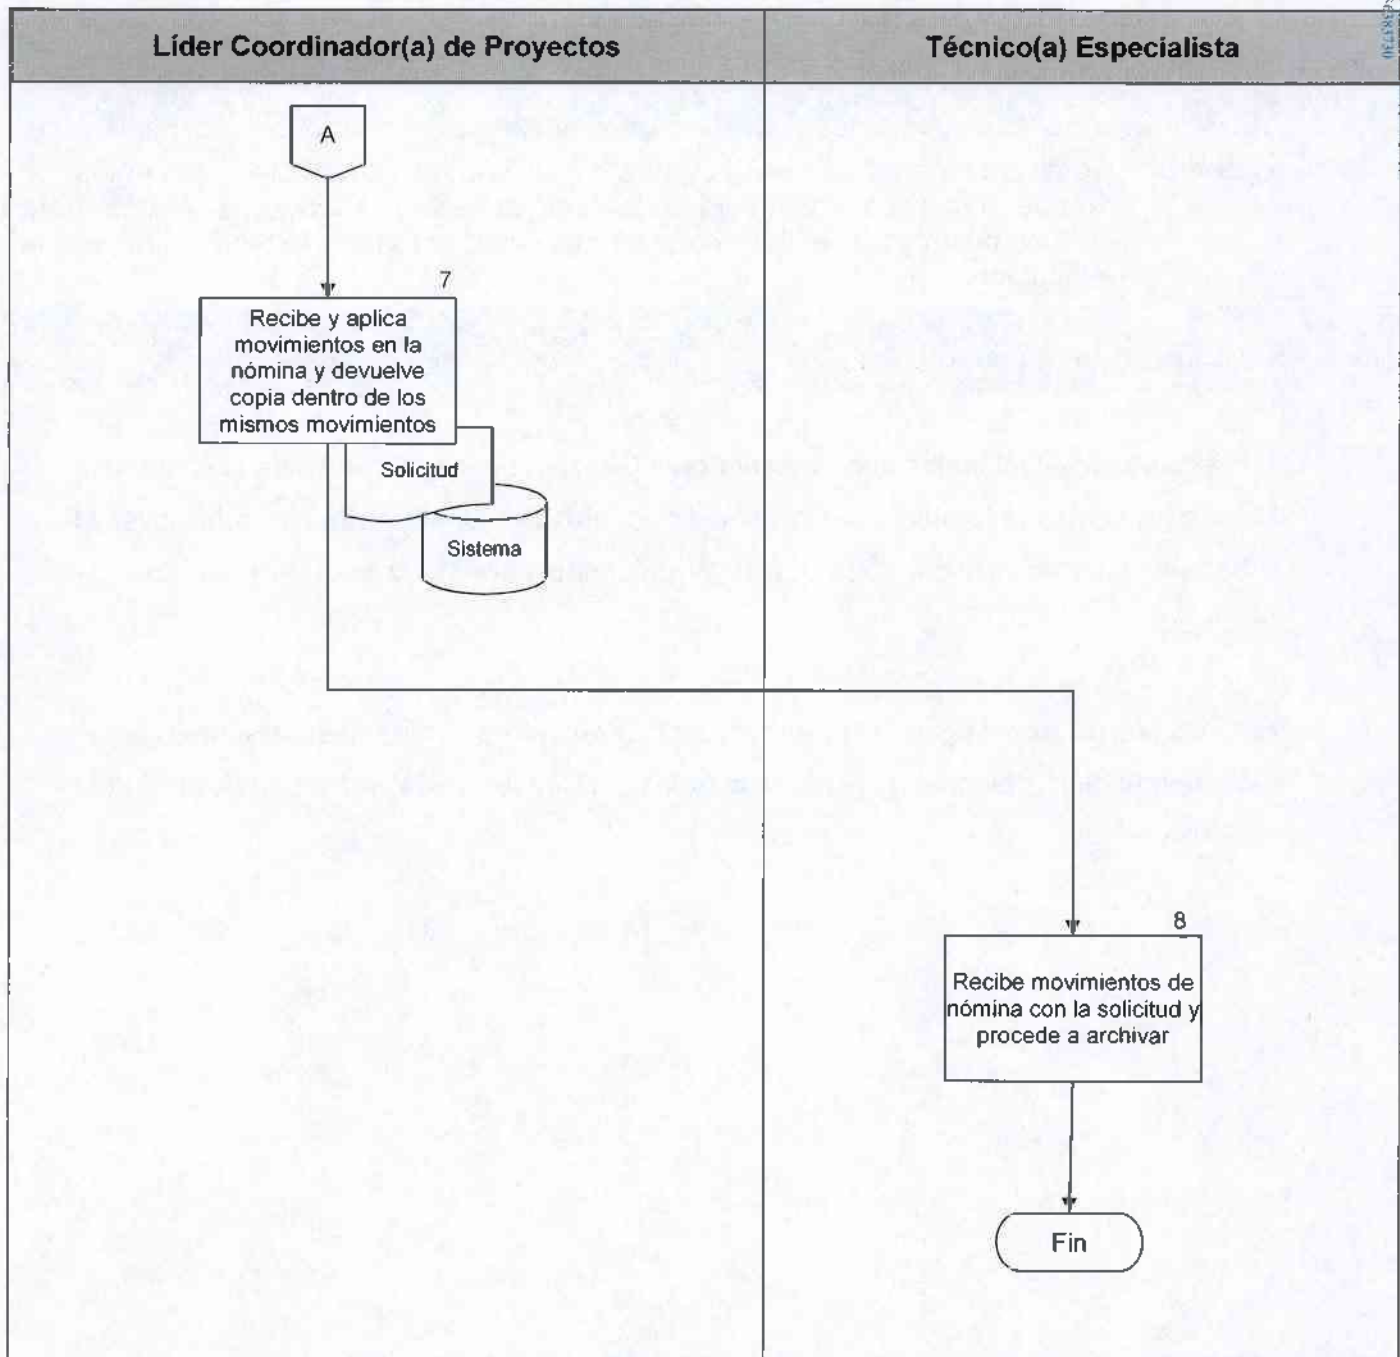 Líder Coordinador(a) de Proyectos
Técnico(a) Especialista
A
7
Recibe y aplica
movimientos en la
nómina y devuelve
copia dentro de los
mismos movimientos
Solicitud
Sistema
8
Recibe movimientos de
nómina con la solicitud y
procede a archivar
Fin